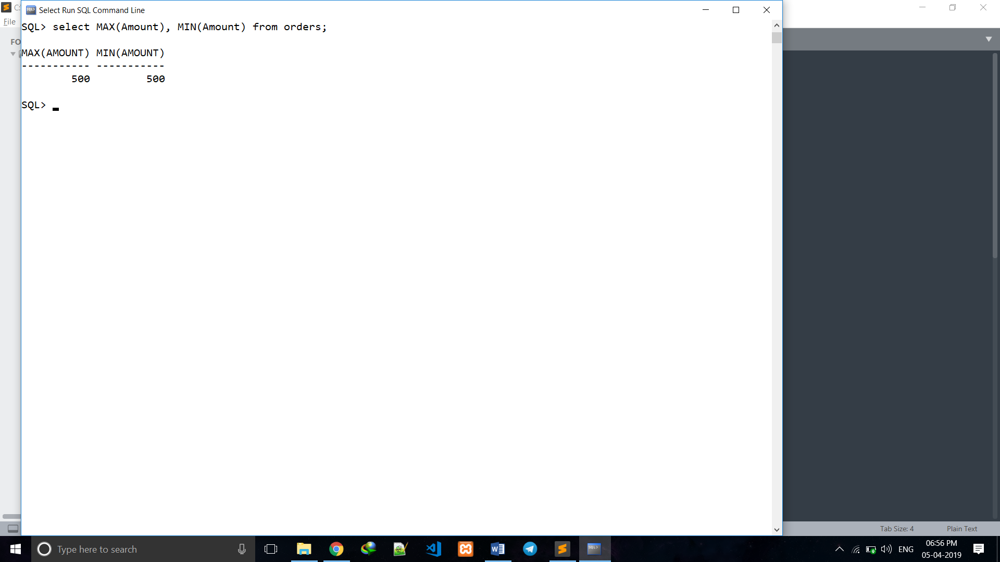 C:
Select Run SQL Command Line
File
SQL> select MAX(Amount), MIN(Amount) from orders;
FO
MAX(AMOUNT) MIN(AMOUNT)
----------- -----------
500 500
SQL>
Tab Size: 4 Plain Text
Type here to search
ENG
06:56 PM
05-04-2019